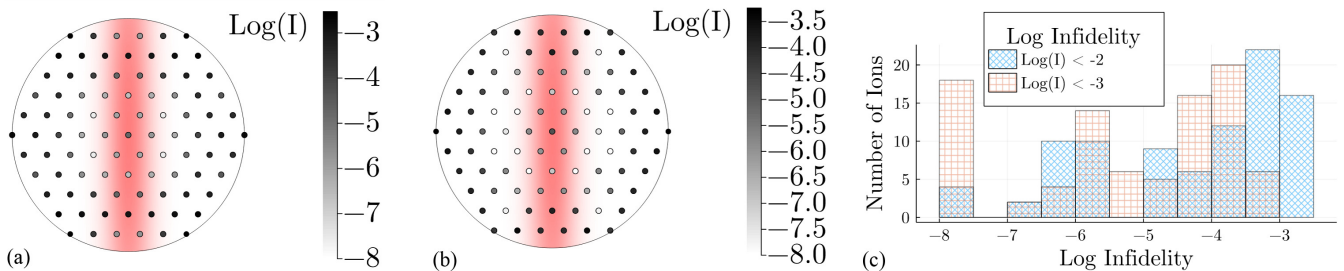 Log(I)
−3
−4
−5
−6
−7
−8
(a)
Log(I)
−3.5
−4.0
−4.5
−5.0
−5.5
−6.0
−6.5
−7.0
−7.5
−8.0
(b)
Log Infidelity
Log(I) < -2
Log(I) < -3
Number of Ions
20
15
10
5
0
−8
−7
−6
−5
−4
−3
Log Infidelity
(c)